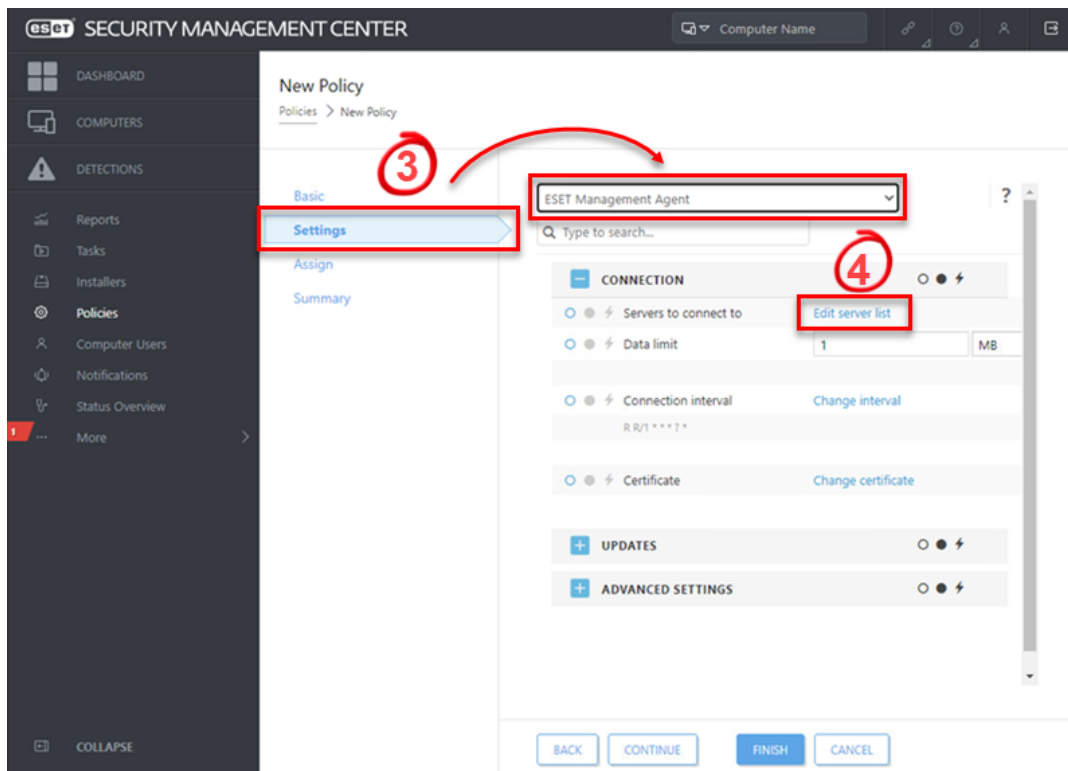 eset SECURITY MANAGEMENT CENTER
Computer Name
DASHBOARD
COMPUTERS
DETECTIONS
Reports
Tasks
Installers
Policies
Computer Users
Notifications
Status Overview
1
... More
COLLAPSE
New Policy
Policies > New Policy
3
Basic
Settings
Assign
Summary
ESET Management Agent
?
Type to search...
4
CONNECTION
Servers to connect to Edit server list
Data limit 1 MB
Connection interval Change interval
R R/1 * * * ? *
Certificate Change certificate
UPDATES
ADVANCED SETTINGS
BACK CONTINUE FINISH CANCEL